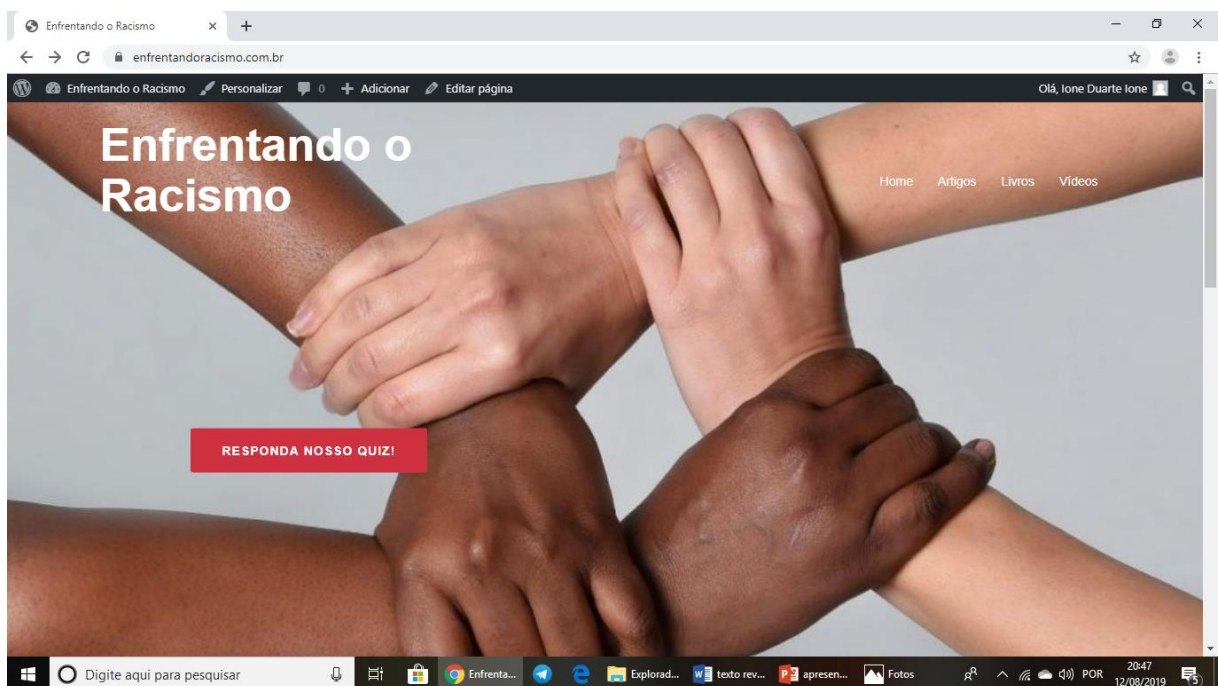 Enfrentando o Racismo
enfrentandoracismo.com.br
Enfrentando o Racismo Personalizar 0 Adicionar Editar página Olá, Ione Duarte Ione
Enfrentando o
Racismo
Home Artigos Livros Vídeos
RESPONDA NOSSO QUIZ!
Digite aqui para pesquisar Enfrenta... Explorad... texto rev... apresen... Fotos POR 20:47
12/08/2019 5